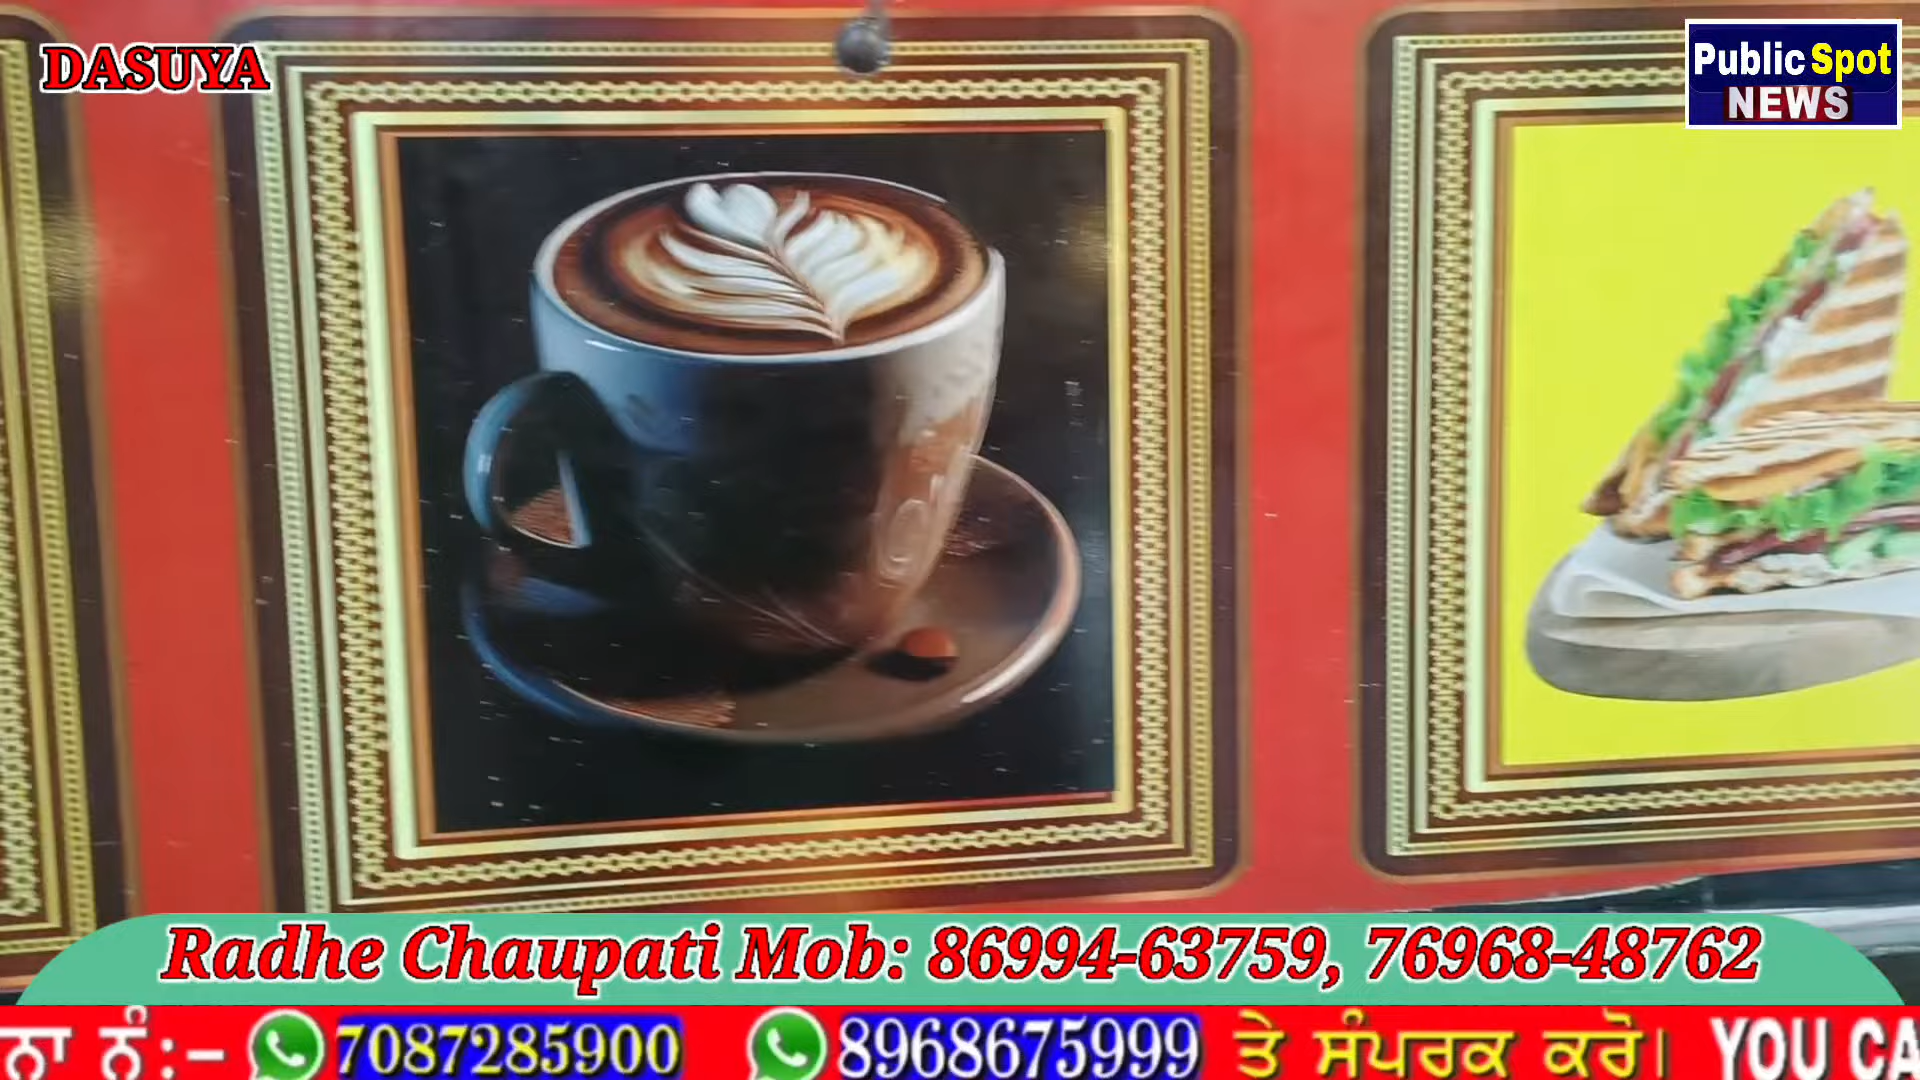 DASUYA
Public Spot
NEWS
Radhe Chaupati Mob: 86994-63759, 76968-48762
ਨਾ ਨੰ:- 7087285900 8968675999 ਤੇ ਸੰਪਰਕ ਕਰੋ। YOU CA